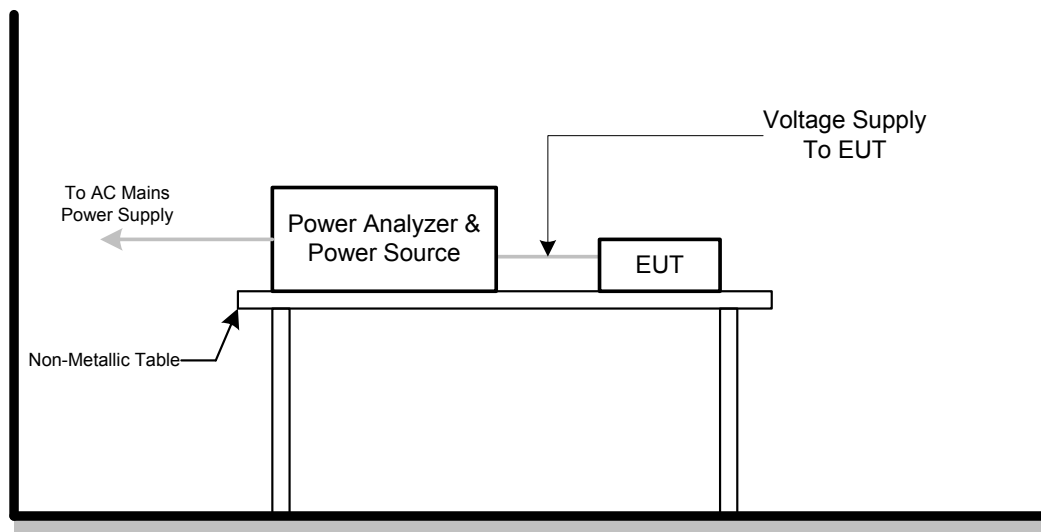 Voltage Supply
To EUT
To AC Mains
Power Supply
Power Analyzer &
Power Source
EUT
Non-Metallic Table